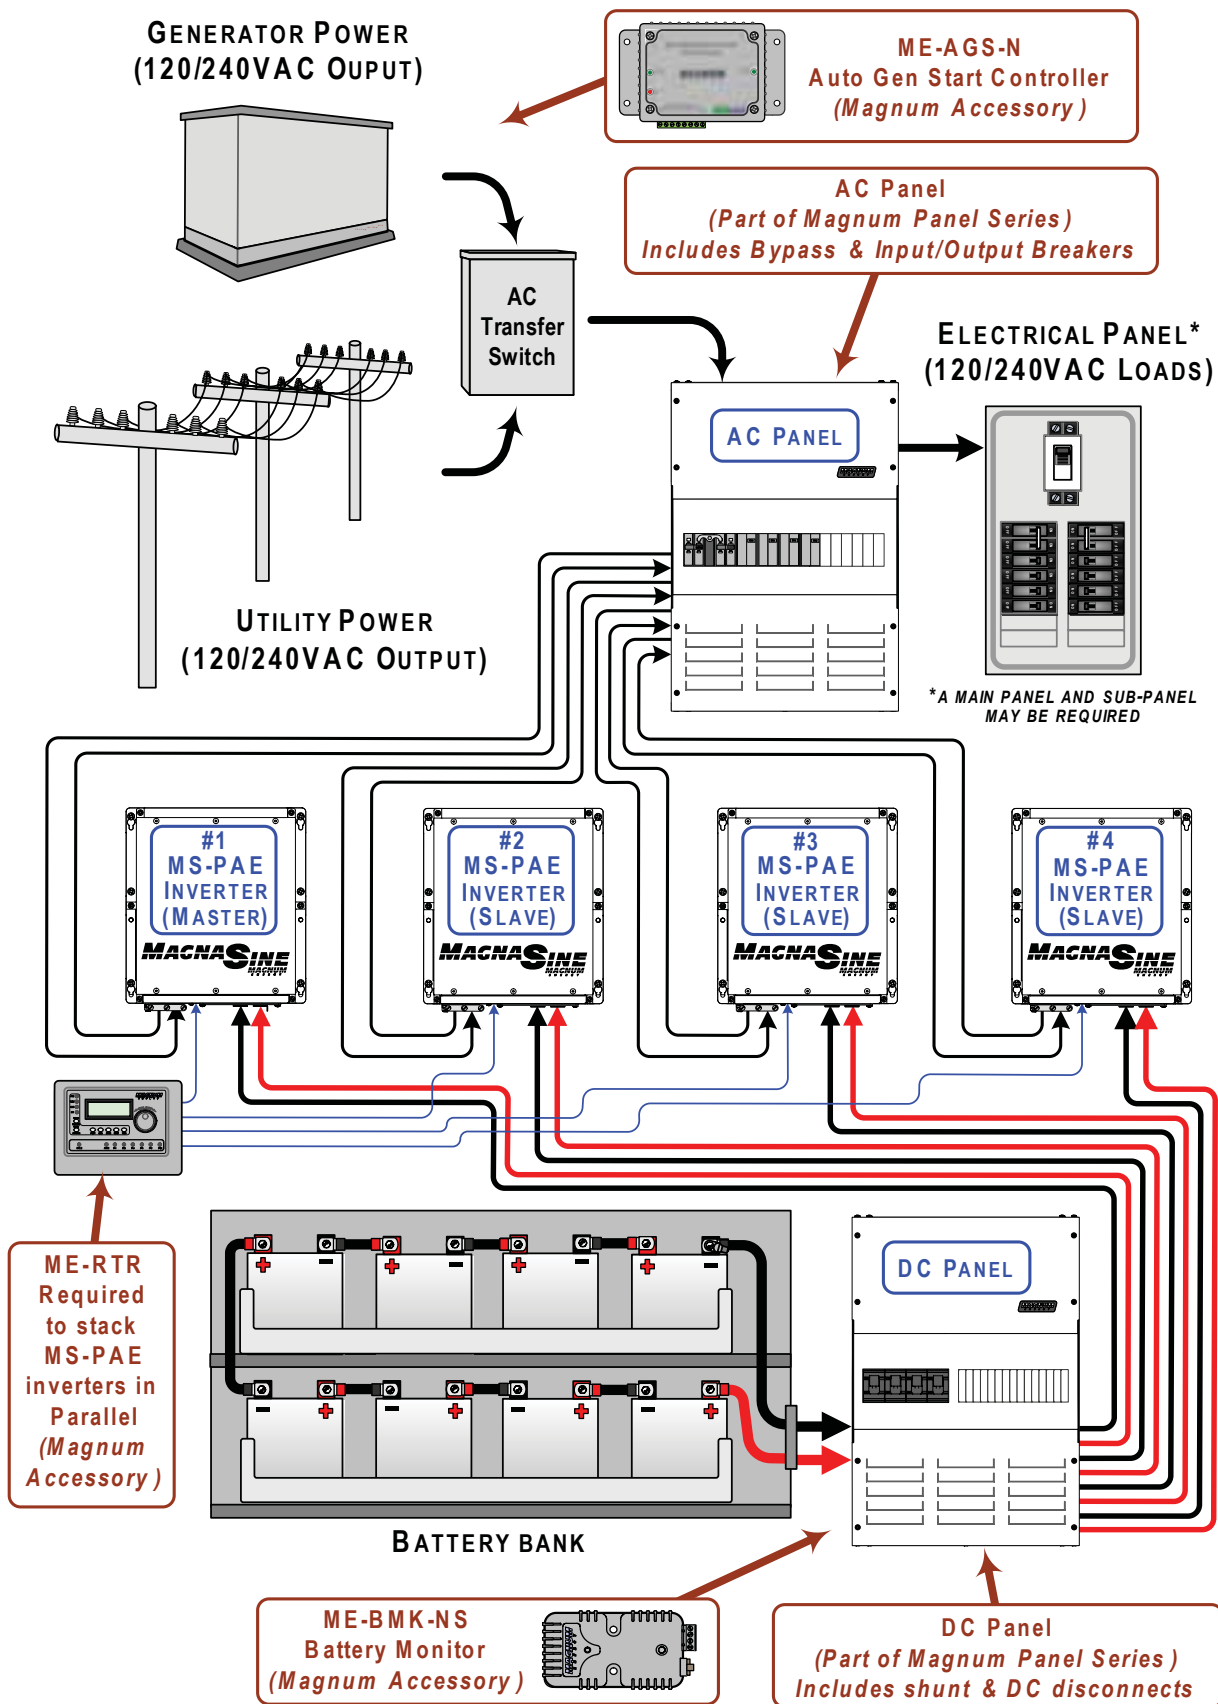 GENERATOR POWER
(120/240VAC OUPUT)
ME-AGS-N
Auto Gen Start Controller
(Magnum Accessory)
AC Panel
(Part of Magnum Panel Series)
Includes Bypass & Input/Output Breakers
AC
Transfer
Switch
ELECTRICAL PANEL*
(120/240VAC LOADS)
AC PANEL
UTILITY POWER
(120/240VAC OUTPUT)
*A MAIN PANEL AND SUB-PANEL
MAY BE REQUIRED
#1
MS-PAE
INVERTER
(MASTER)
MAGNASINE
MAGNUM
#2
MS-PAE
INVERTER
(SLAVE)
MAGNASINE
MAGNUM
#3
MS-PAE
INVERTER
(SLAVE)
MAGNASINE
MAGNUM
#4
MS-PAE
INVERTER
(SLAVE)
MAGNASINE
MAGNUM
ME-RTR
Required
to stack
MS-PAE
inverters in
Parallel
(Magnum
Accessory)
DC PANEL
BATTERY BANK
ME-BMK-NS
Battery Monitor
(Magnum Accessory)
DC Panel
(Part of Magnum Panel Series)
Includes shunt & DC disconnects